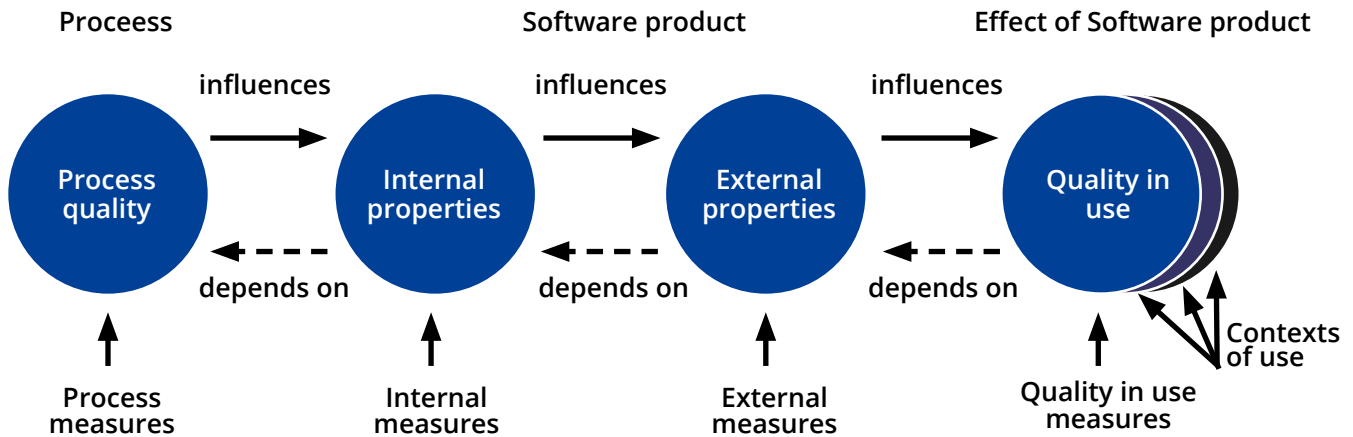 Proceess
Software product
Effect of Software product
influences
influences
influences
Process
quality
Internal
properties
External
properties
Quality in
use
depends on
depends on
depends on
Contexts
of use
Process
measures
Internal
measures
External
measures
Quality in use
measures